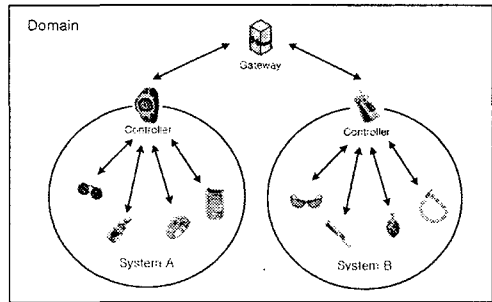 Domain
Gateway
Controller
Controller
System A
System B